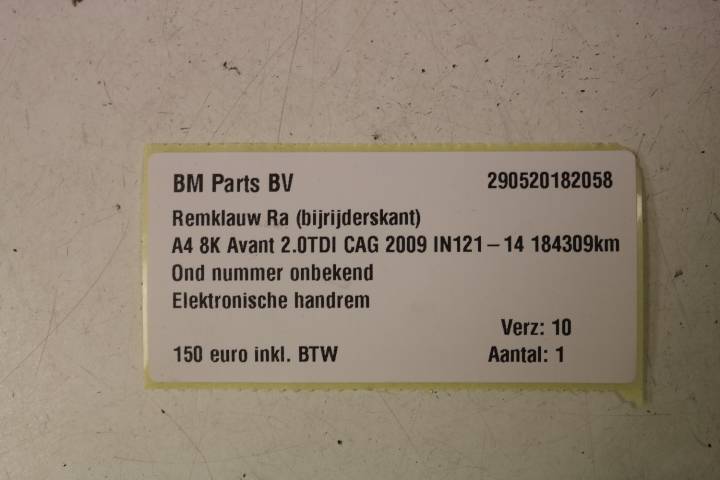 BM Parts BV 290520182058
Remklauw Ra (bijrijderskant)
A4 8K Avant 2.0TDI CAG 2009 IN121-14 184309km
Ond nummer onbekend
Elektronische handrem
Verz: 10
150 euro inkl. BTW Aantal: 1